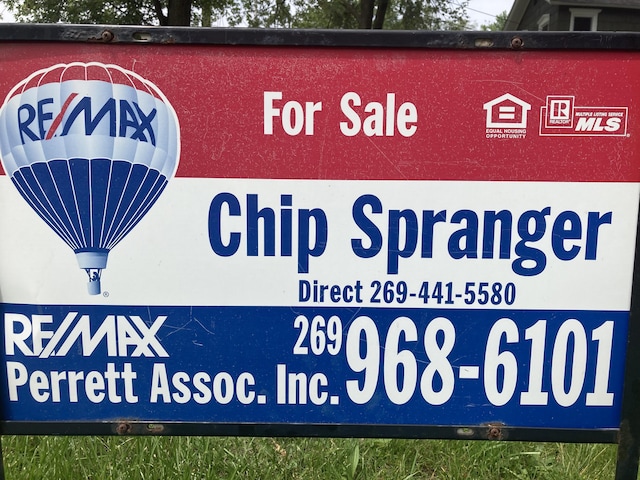 RE/MAX
For Sale
EQUAL HOUSING
OPPORTUNITY
R
REALTOR®
MULTIPLE LISTING SERVICE
MLS
Chip Spranger
Direct 269-441-5580
®
RE/MAX
Perrett Assoc. Inc.
269 968-6101